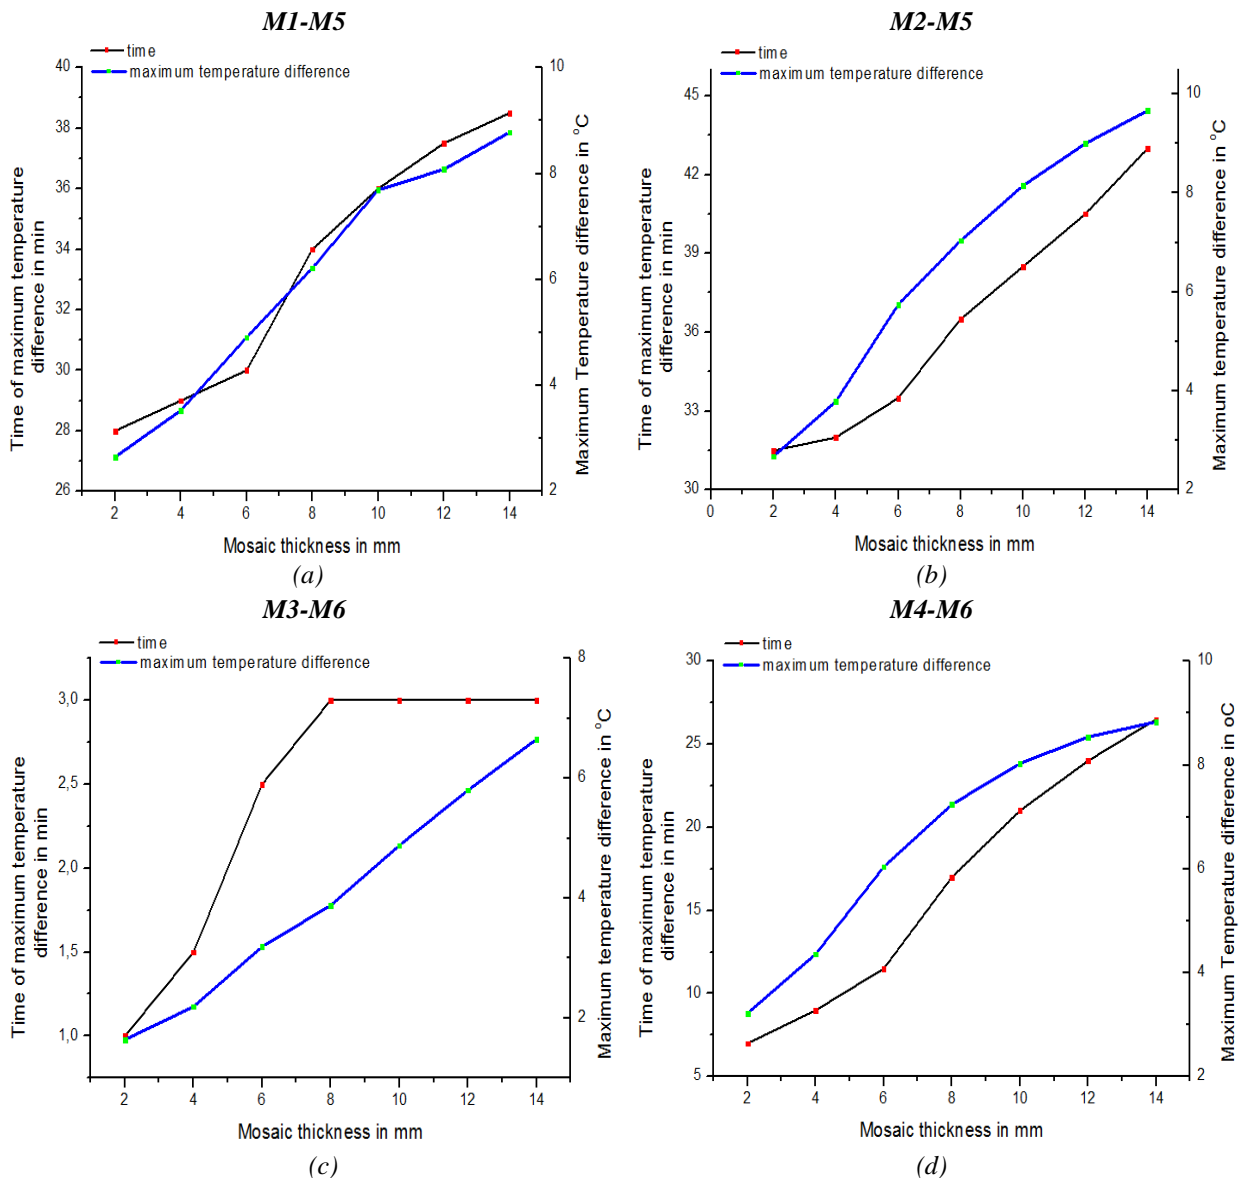 M1-M5
time
maximum temperature difference
40
38
36
34
32
30
28
26
10
8
6
4
2
2 4 6 8 10 12 14
Time of maximum temperature
difference in min
Maximum Temperature difference in °C
Mosaic thickness in mm
(a)
M2-M5
time
maximum temperature difference
45
42
39
36
33
30
10
8
6
4
2
0 2 4 6 8 10 12 14
Time of maximum temperature
difference in min
Maximum temperature difference in °C
Mosaic thickness in mm
(b)
M3-M6
time
maximum temperature difference
3,0
2,5
2,0
1,5
1,0
8
6
4
2
2 4 6 8 10 12 14
Time of maximum temperature
difference in min
Maximum temperature difference in °C
Mosaic thickness in mm
(c)
M4-M6
time
maximum temperature difference
30
25
20
15
10
5
10
8
6
4
2
2 4 6 8 10 12 14
Time of maximum temperature
difference in min
Maximum Temperature difference in oC
Mosaic thickness in mm
(d)